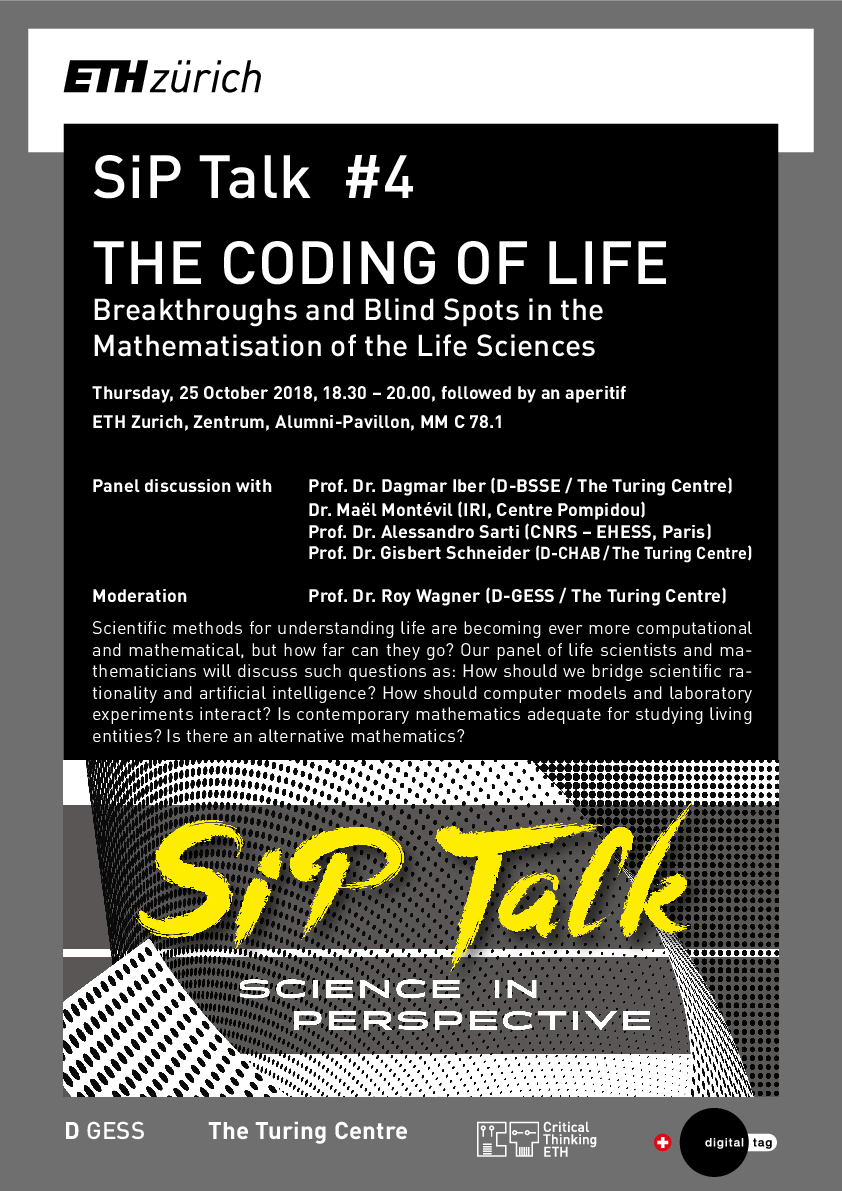 ETH zürich
SiP Talk #4
THE CODING OF LIFE
Breakthroughs and Blind Spots in the
Mathematisation of the Life Sciences
Thursday, 25 October 2018, 18.30 – 20.00, followed by an aperitif
ETH Zurich, Zentrum, Alumni-Pavillon, MM C 78.1
Panel discussion with Prof. Dr. Dagmar Iber (D-BSSE / The Turing Centre)
Dr. Maël Montévil (IRI, Centre Pompidou)
Prof. Dr. Alessandro Sarti (CNRS – EHESS, Paris)
Prof. Dr. Gisbert Schneider (D-CHAB / The Turing Centre)
Moderation Prof. Dr. Roy Wagner (D-GESS / The Turing Centre)
Scientific methods for understanding life are becoming ever more computational
and mathematical, but how far can they go? Our panel of life scientists and ma-
thematicians will discuss such questions as: How should we bridge scientific ra-
tionality and artificial intelligence? How should computer models and laboratory
experiments interact? Is contemporary mathematics adequate for studying living
entities? Is there an alternative mathematics?
SiP Talk
SCIENCE IN
PERSPECTIVE
D GESS
The Turing Centre
Critical
Thinking
ETH
digital tag